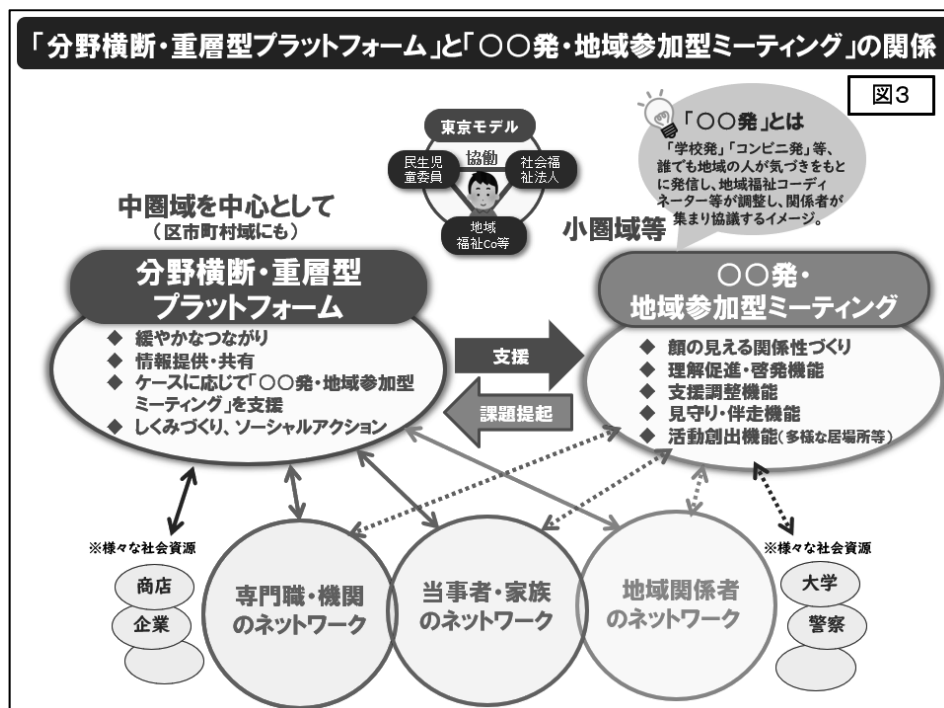 「分野横断・重層型プラットフォーム」と「○○発・地域参加型ミーティング」の関係
図3
東京モデル
協働
民生児
童委員
社会福
祉法人
地域
福祉Co等
「○○発」とは
「学校発」「コンビニ発」等、
誰でも地域の人が気づきをもと
に発信し、地域福祉コーディ
ネーター等が調整し、関係者が
集まり協議するイメージ。
中圏域を中心として
（区市町村域にも）
分野横断・重層型
プラットフォーム
◆ 緩やかなつながり
◆ 情報提供・共有
◆ ケースに応じて「○○発・地域参加型
ミーティング」を支援
◆ しくみづくり、ソーシャルアクション
支援
課題提起
小圏域等
○○発・
地域参加型ミーティング
◆ 顔の見える関係性づくり
◆ 理解促進・啓発機能
◆ 支援調整機能
◆ 見守り・伴走機能
◆ 活動創出機能(多様な居場所等)
※様々な社会資源
商店
企業
専門職・機関
のネットワーク
当事者・家族
のネットワーク
地域関係者
のネットワーク
※様々な社会資源
大学
警察